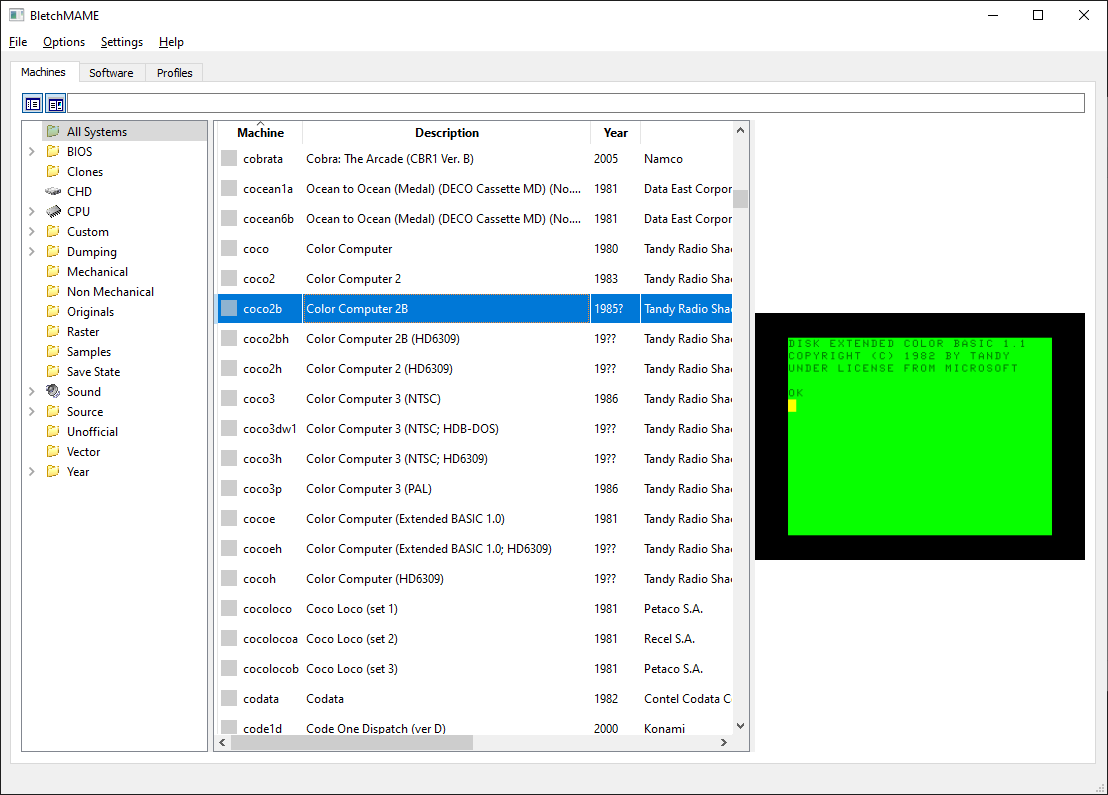 BletchMAME
File Options Settings Help
Machines Software Profiles
All Systems
BIOS
Clones
CHD
CPU
Custom
Dumping
Mechanical
Non Mechanical
Originals
Raster
Samples
Save State
Sound
Source
Unofficial
Vector
Year
Machine Description Year
cobrata Cobra: The Arcade (CBR1 Ver. B) 2005 Namco
cocean1a Ocean to Ocean (Medal) (DECO Cassette MD) (No.... 1981 Data East Corpor
cocean6b Ocean to Ocean (Medal) (DECO Cassette MD) (No.... 1981 Data East Corpor
coco Color Computer 1980 Tandy Radio Shac
coco2 Color Computer 2 1983 Tandy Radio Shac
coco2b Color Computer 2B 1985? Tandy Radio Shac
coco2bh Color Computer 2B (HD6309) 19?? Tandy Radio Shac
coco2h Color Computer 2 (HD6309) 19?? Tandy Radio Shac
coco3 Color Computer 3 (NTSC) 1986 Tandy Radio Shac
coco3dw1 Color Computer 3 (NTSC; HDB-DOS) 19?? Tandy Radio Shac
coco3h Color Computer 3 (NTSC; HD6309) 19?? Tandy Radio Shac
coco3p Color Computer 3 (PAL) 1986 Tandy Radio Shac
cocoe Color Computer (Extended BASIC 1.0) 1981 Tandy Radio Shac
cocoeh Color Computer (Extended BASIC 1.0; HD6309) 19?? Tandy Radio Shac
cocoh Color Computer (HD6309) 19?? Tandy Radio Shac
cocoloco Coco Loco (set 1) 1981 Petaco S.A.
cocolocoa Coco Loco (set 2) 1981 Recel S.A.
cocolocob Coco Loco (set 3) 1981 Petaco S.A.
codata Codata 1982 Contel Codata C
code1d Code One Dispatch (ver D) 2000 Konami
DISK EXTENDED COLOR BASIC 1.1
COPYRIGHT (C) 1982 BY TANDY
UNDER LICENSE FROM MICROSOFT
OK